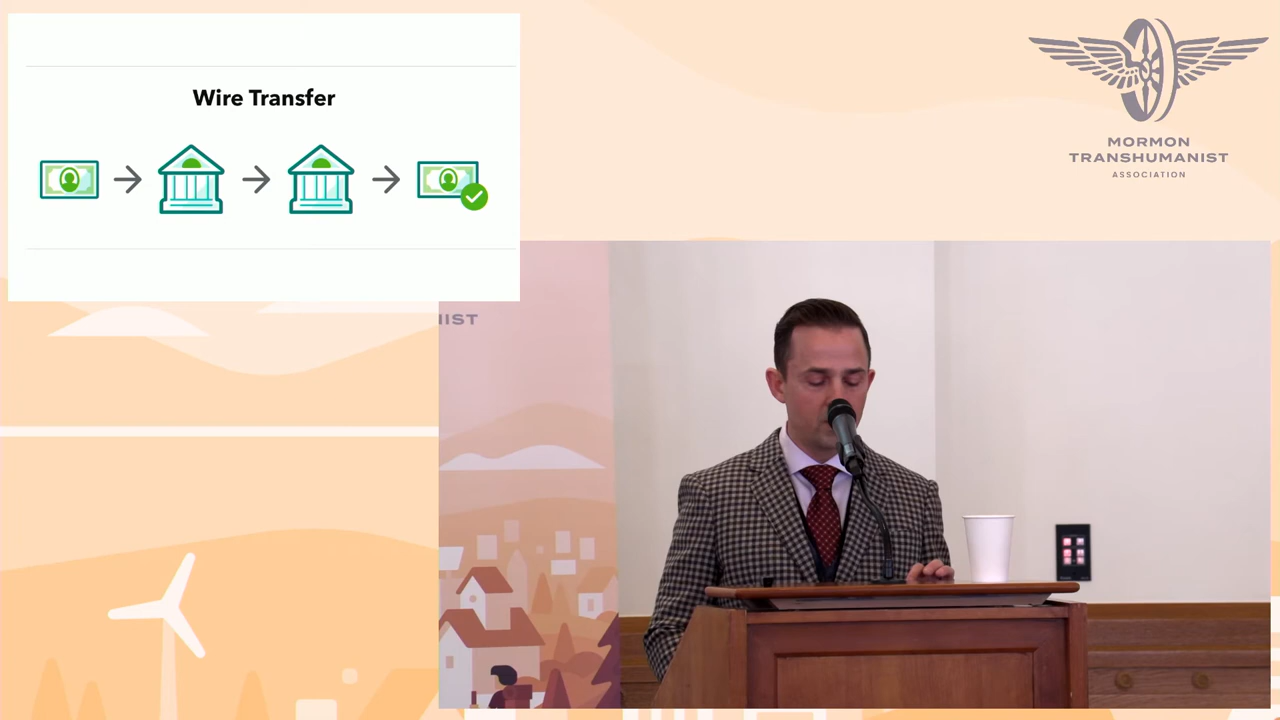 Wire Transfer
MORMON
TRANSHUMANIST
ASSOCIATION
IST